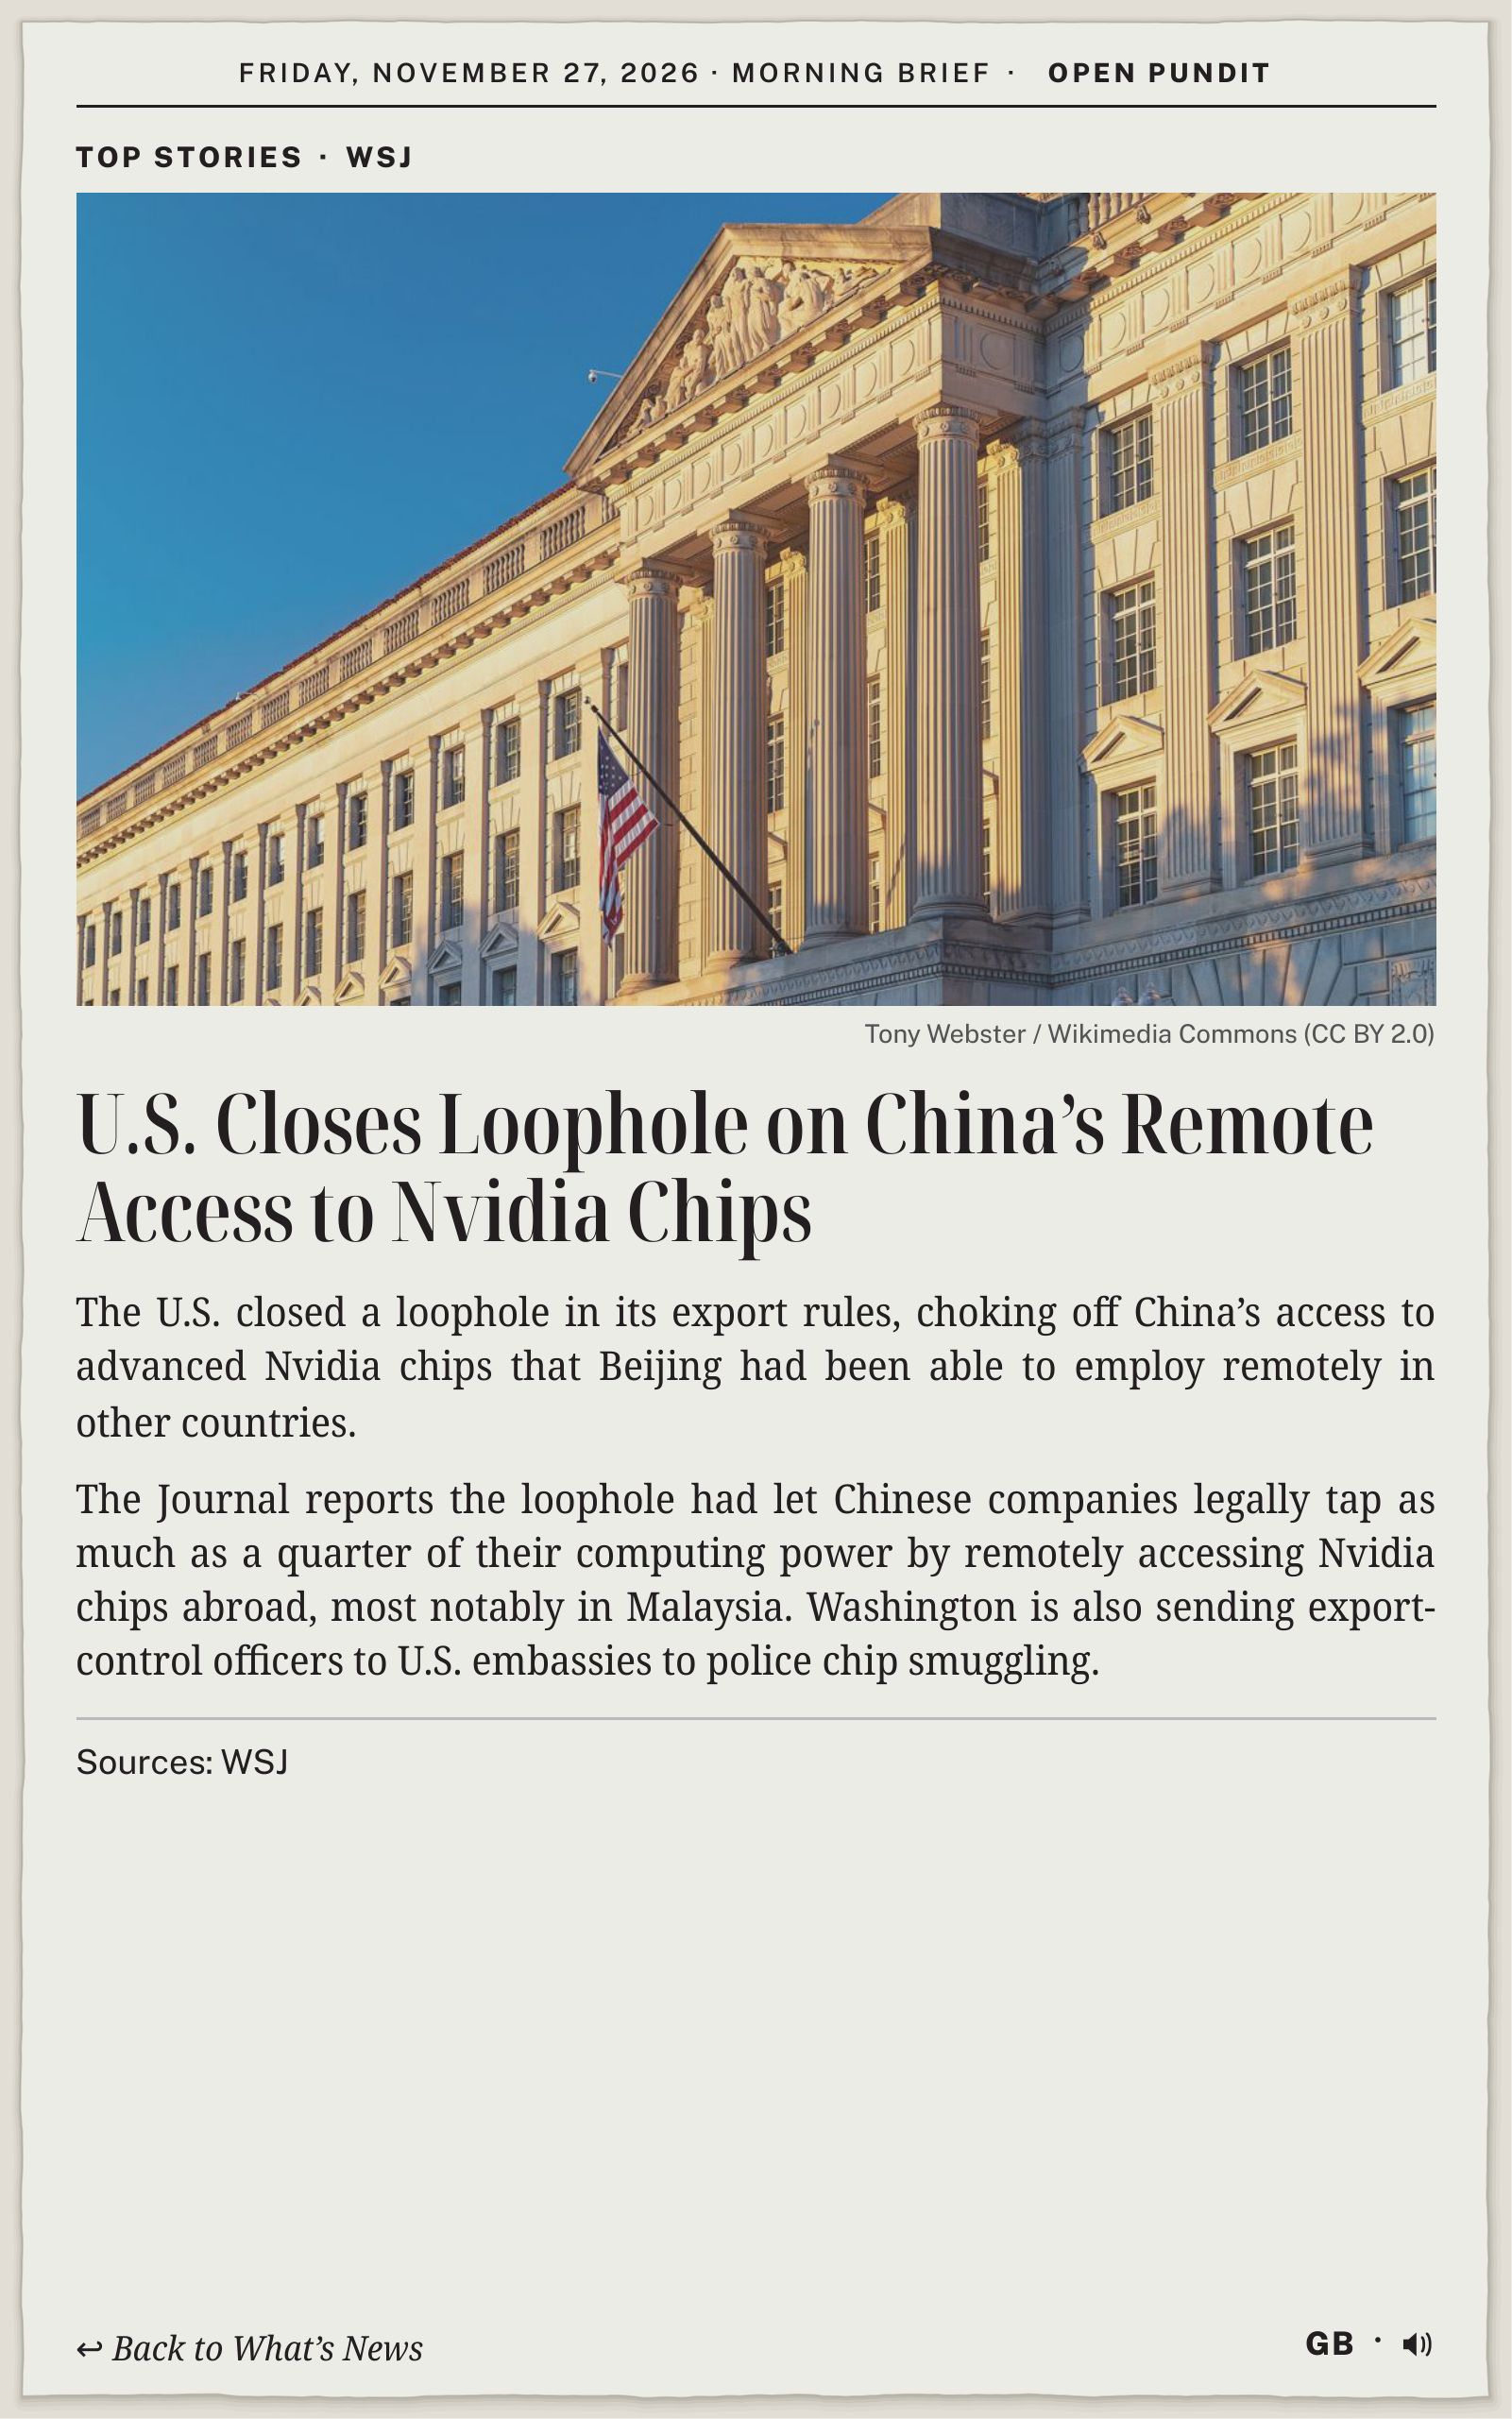 FRIDAY, NOVEMBER 27, 2026 · MORNING BRIEF · OPEN PUNDIT
TOP STORIES · WSJ
Tony Webster / Wikimedia Commons (CC BY 2.0)
U.S. Closes Loophole on China’s Remote
Access to Nvidia Chips
The U.S. closed a loophole in its export rules, choking off China’s access to
advanced Nvidia chips that Beijing had been able to employ remotely in
other countries.
The Journal reports the loophole had let Chinese companies legally tap as
much as a quarter of their computing power by remotely accessing Nvidia
chips abroad, most notably in Malaysia. Washington is also sending export-
control officers to U.S. embassies to police chip smuggling.
Sources: WSJ
↩ Back to What’s News
GB ·